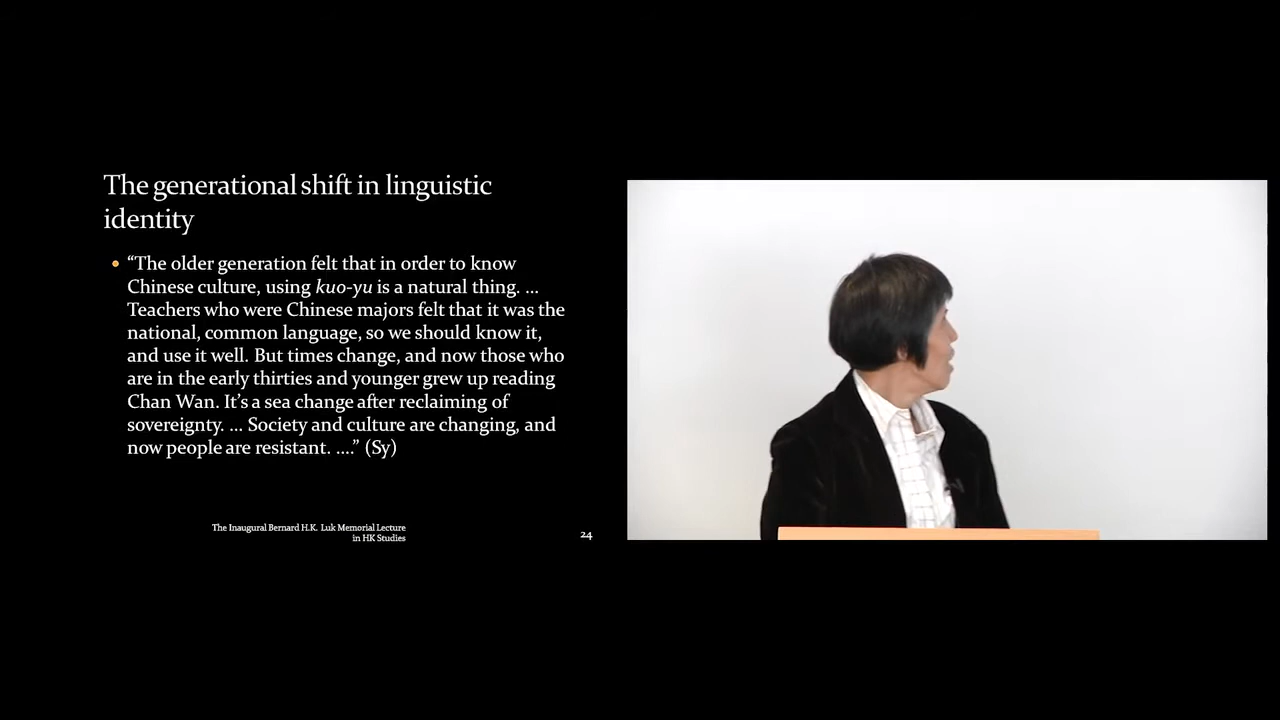 The generational shift in linguistic
identity
• “The older generation felt that in order to know
Chinese culture, using kuo-yu is a natural thing. ...
Teachers who were Chinese majors felt that it was the
national, common language, so we should know it,
and use it well. But times change, and now those who
are in the early thirties and younger grew up reading
Chan Wan. It’s a sea change after reclaiming of
sovereignty. ... Society and culture are changing, and
now people are resistant. ....” (Sy)
The Inaugural Bernard H.K. Luk Memorial Lecture
in HK Studies
24